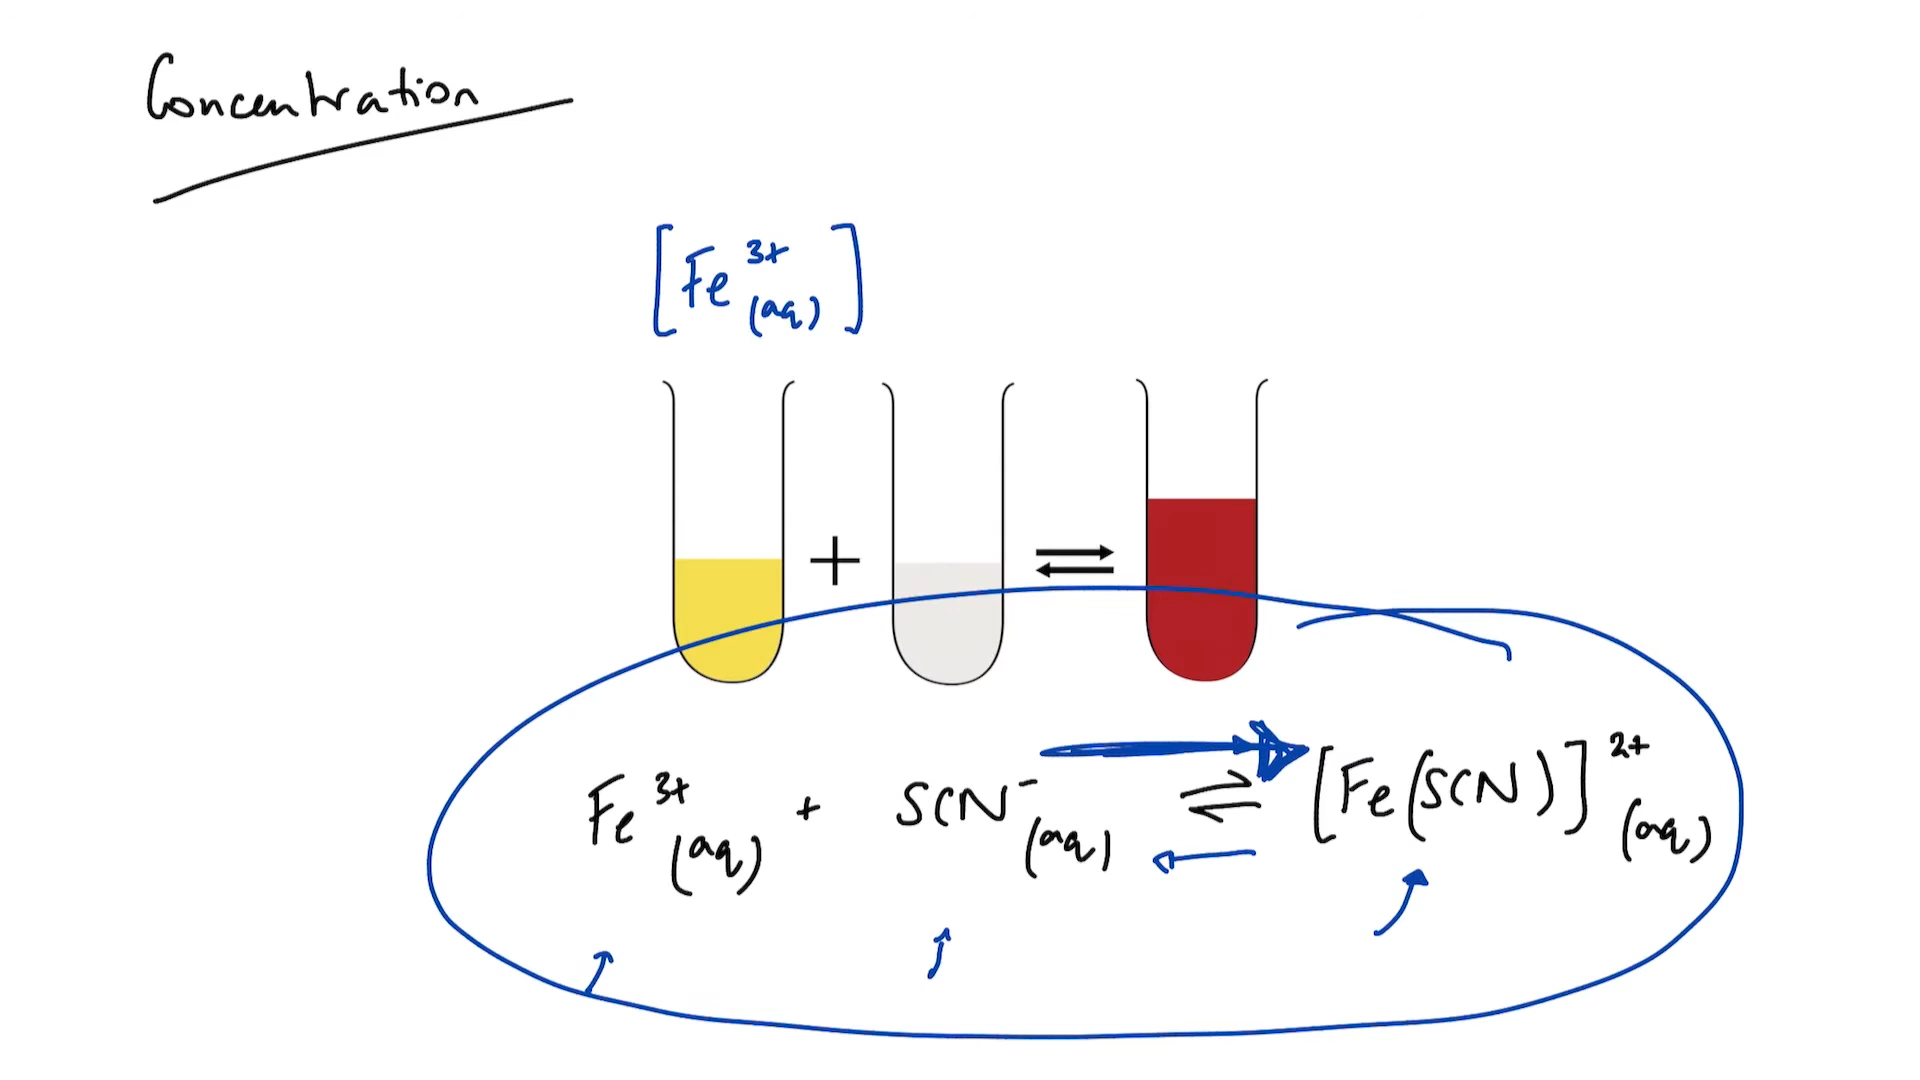 Concentration
[Fe³⁺(aq)]
+ ⇌
Fe³⁺(aq) + SCN⁻(aq) ⇌ [Fe(SCN)]²⁺(aq)